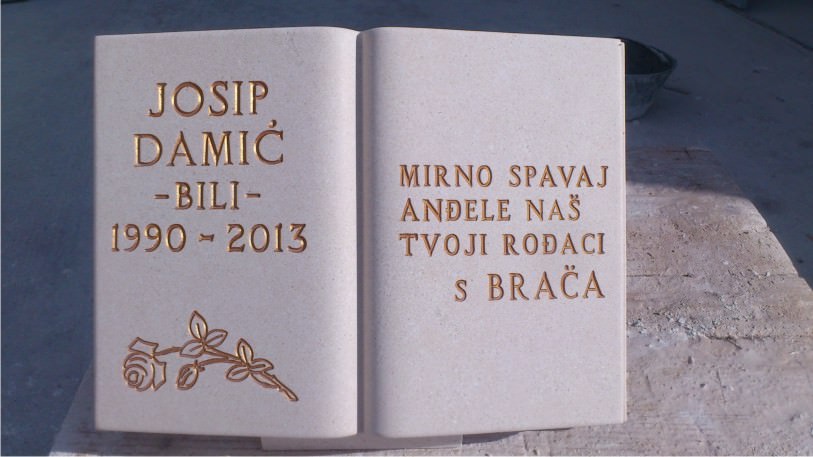 JOSIP
DAMIĆ
-BILI-
1990 - 2013
MIRNO SPAVAJ
ANĐELE NAŠ
TVOJI ROĐACI
s BRAČA